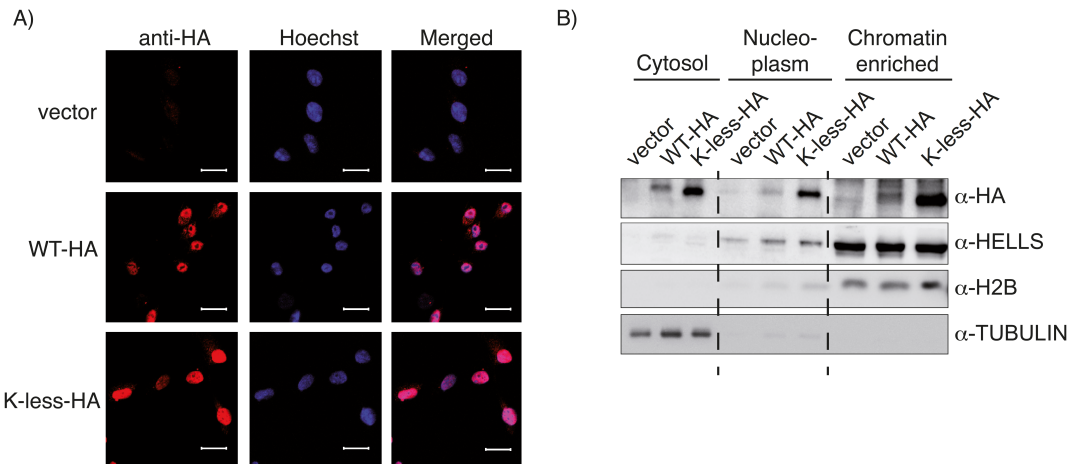 A)
anti-HA Hoechst Merged
vector
WT-HA
K-less-HA
B)
Cytosol
Nucleo-
plasm
Chromatin
enriched
vector WT-HA K-less-HA vector WT-HA K-less-HA vector WT-HA K-less-HA
α-HA
α-HELLS
α-H2B
α-TUBULIN